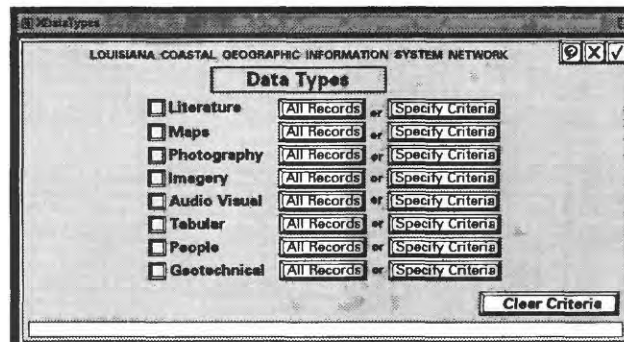 XDataTypes
LOUISIANA COASTAL GEOGRAPHIC INFORMATION SYSTEM NETWORK
Data Types
Literature All Records or Specify Criteria
Maps All Records or Specify Criteria
Photography All Records or Specify Criteria
Imagery All Records or Specify Criteria
Audio Visual All Records or Specify Criteria
Tabular All Records or Specify Criteria
People All Records or Specify Criteria
Geotechnical All Records or Specify Criteria
Clear Criteria